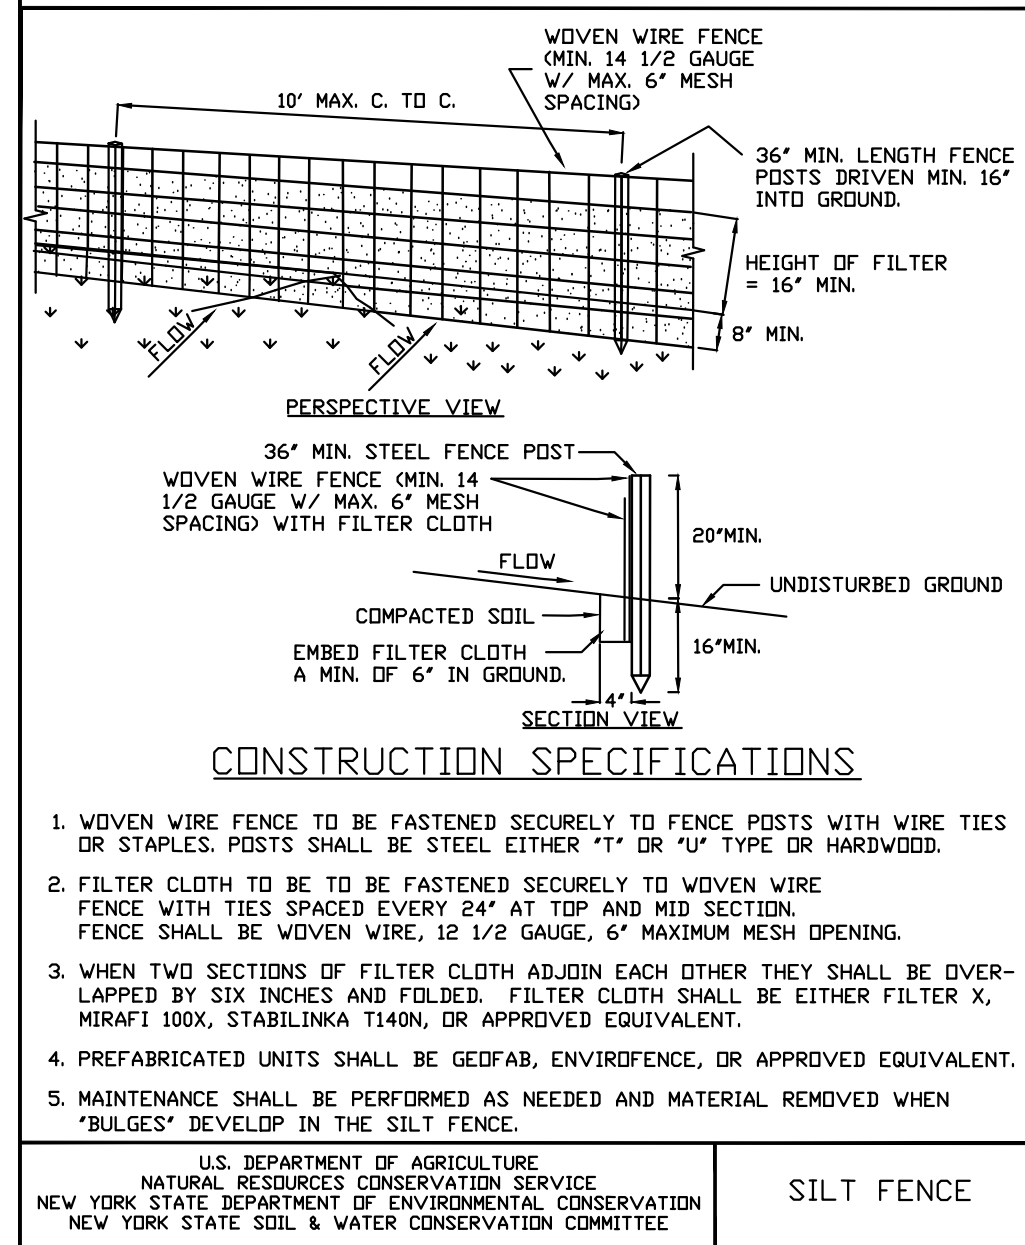 WOVEN WIRE FENCE
(MIN. 14 1/2 GAUGE
W/ MAX. 6" MESH
SPACING)
10' MAX. C. TO C.
36" MIN. LENGTH FENCE
POSTS DRIVEN MIN. 16"
INTO GROUND.
HEIGHT OF FILTER
= 16" MIN.
8" MIN.
FLOW
FLOW
PERSPECTIVE VIEW
36" MIN. STEEL FENCE POST
WOVEN WIRE FENCE (MIN. 14
1/2 GAUGE W/ MAX. 6" MESH
SPACING) WITH FILTER CLOTH
20"MIN.
FLOW
UNDISTURBED GROUND
COMPACTED SOIL
EMBED FILTER CLOTH
A MIN. OF 6" IN GROUND.
16"MIN.
4"
SECTION VIEW
CONSTRUCTION SPECIFICATIONS
1. WOVEN WIRE FENCE TO BE FASTENED SECURELY TO FENCE POSTS WITH WIRE TIES
OR STAPLES. POSTS SHALL BE STEEL EITHER "T" OR "U" TYPE OR HARDWOOD.
2. FILTER CLOTH TO BE TO BE FASTENED SECURELY TO WOVEN WIRE
FENCE WITH TIES SPACED EVERY 24" AT TOP AND MID SECTION.
FENCE SHALL BE WOVEN WIRE, 12 1/2 GAUGE, 6" MAXIMUM MESH OPENING.
3. WHEN TWO SECTIONS OF FILTER CLOTH ADJOIN EACH OTHER THEY SHALL BE OVER-
LAPPED BY SIX INCHES AND FOLDED. FILTER CLOTH SHALL BE EITHER FILTER X,
MIRAFI 100X, STABILINKA T140N, OR APPROVED EQUIVALENT.
4. PREFABRICATED UNITS SHALL BE GEOFAB, ENVIROFENCE, OR APPROVED EQUIVALENT.
5. MAINTENANCE SHALL BE PERFORMED AS NEEDED AND MATERIAL REMOVED WHEN
"BULGES" DEVELOP IN THE SILT FENCE.
U.S. DEPARTMENT OF AGRICULTURE
NATURAL RESOURCES CONSERVATION SERVICE
NEW YORK STATE DEPARTMENT OF ENVIRONMENTAL CONSERVATION
NEW YORK STATE SOIL & WATER CONSERVATION COMMITTEE
SILT FENCE